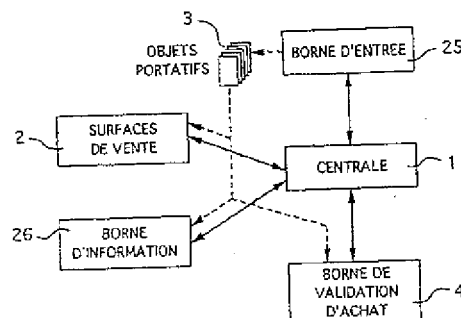 3
OBJETS
PORTATIFS
BORNE D'ENTREE
25
2
SURFACES
DE VENTE
CENTRALE
1
26
BORNE
D'INFORMATION
BORNE DE
VALIDATION
D'ACHAT
4